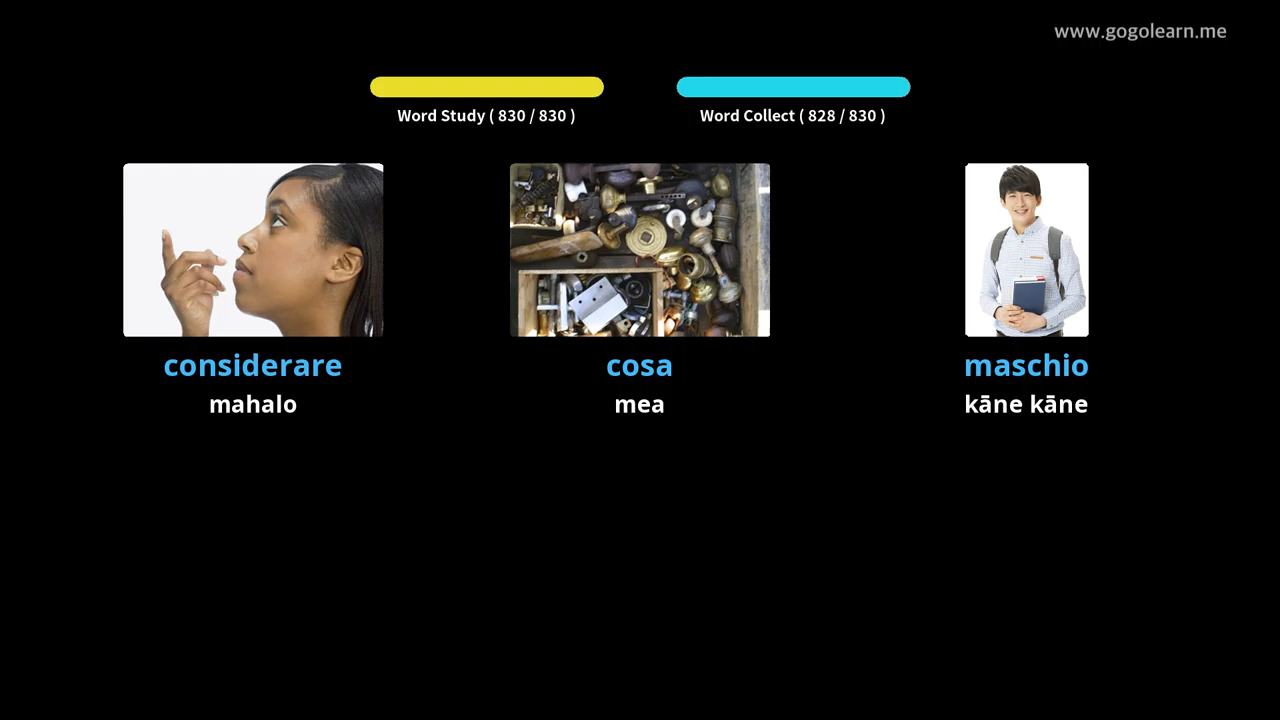 www.gogolearn.me
Word Study ( 830 / 830 )
Word Collect ( 828 / 830 )
considerare
mahalo
cosa
mea
maschio
kāne kāne